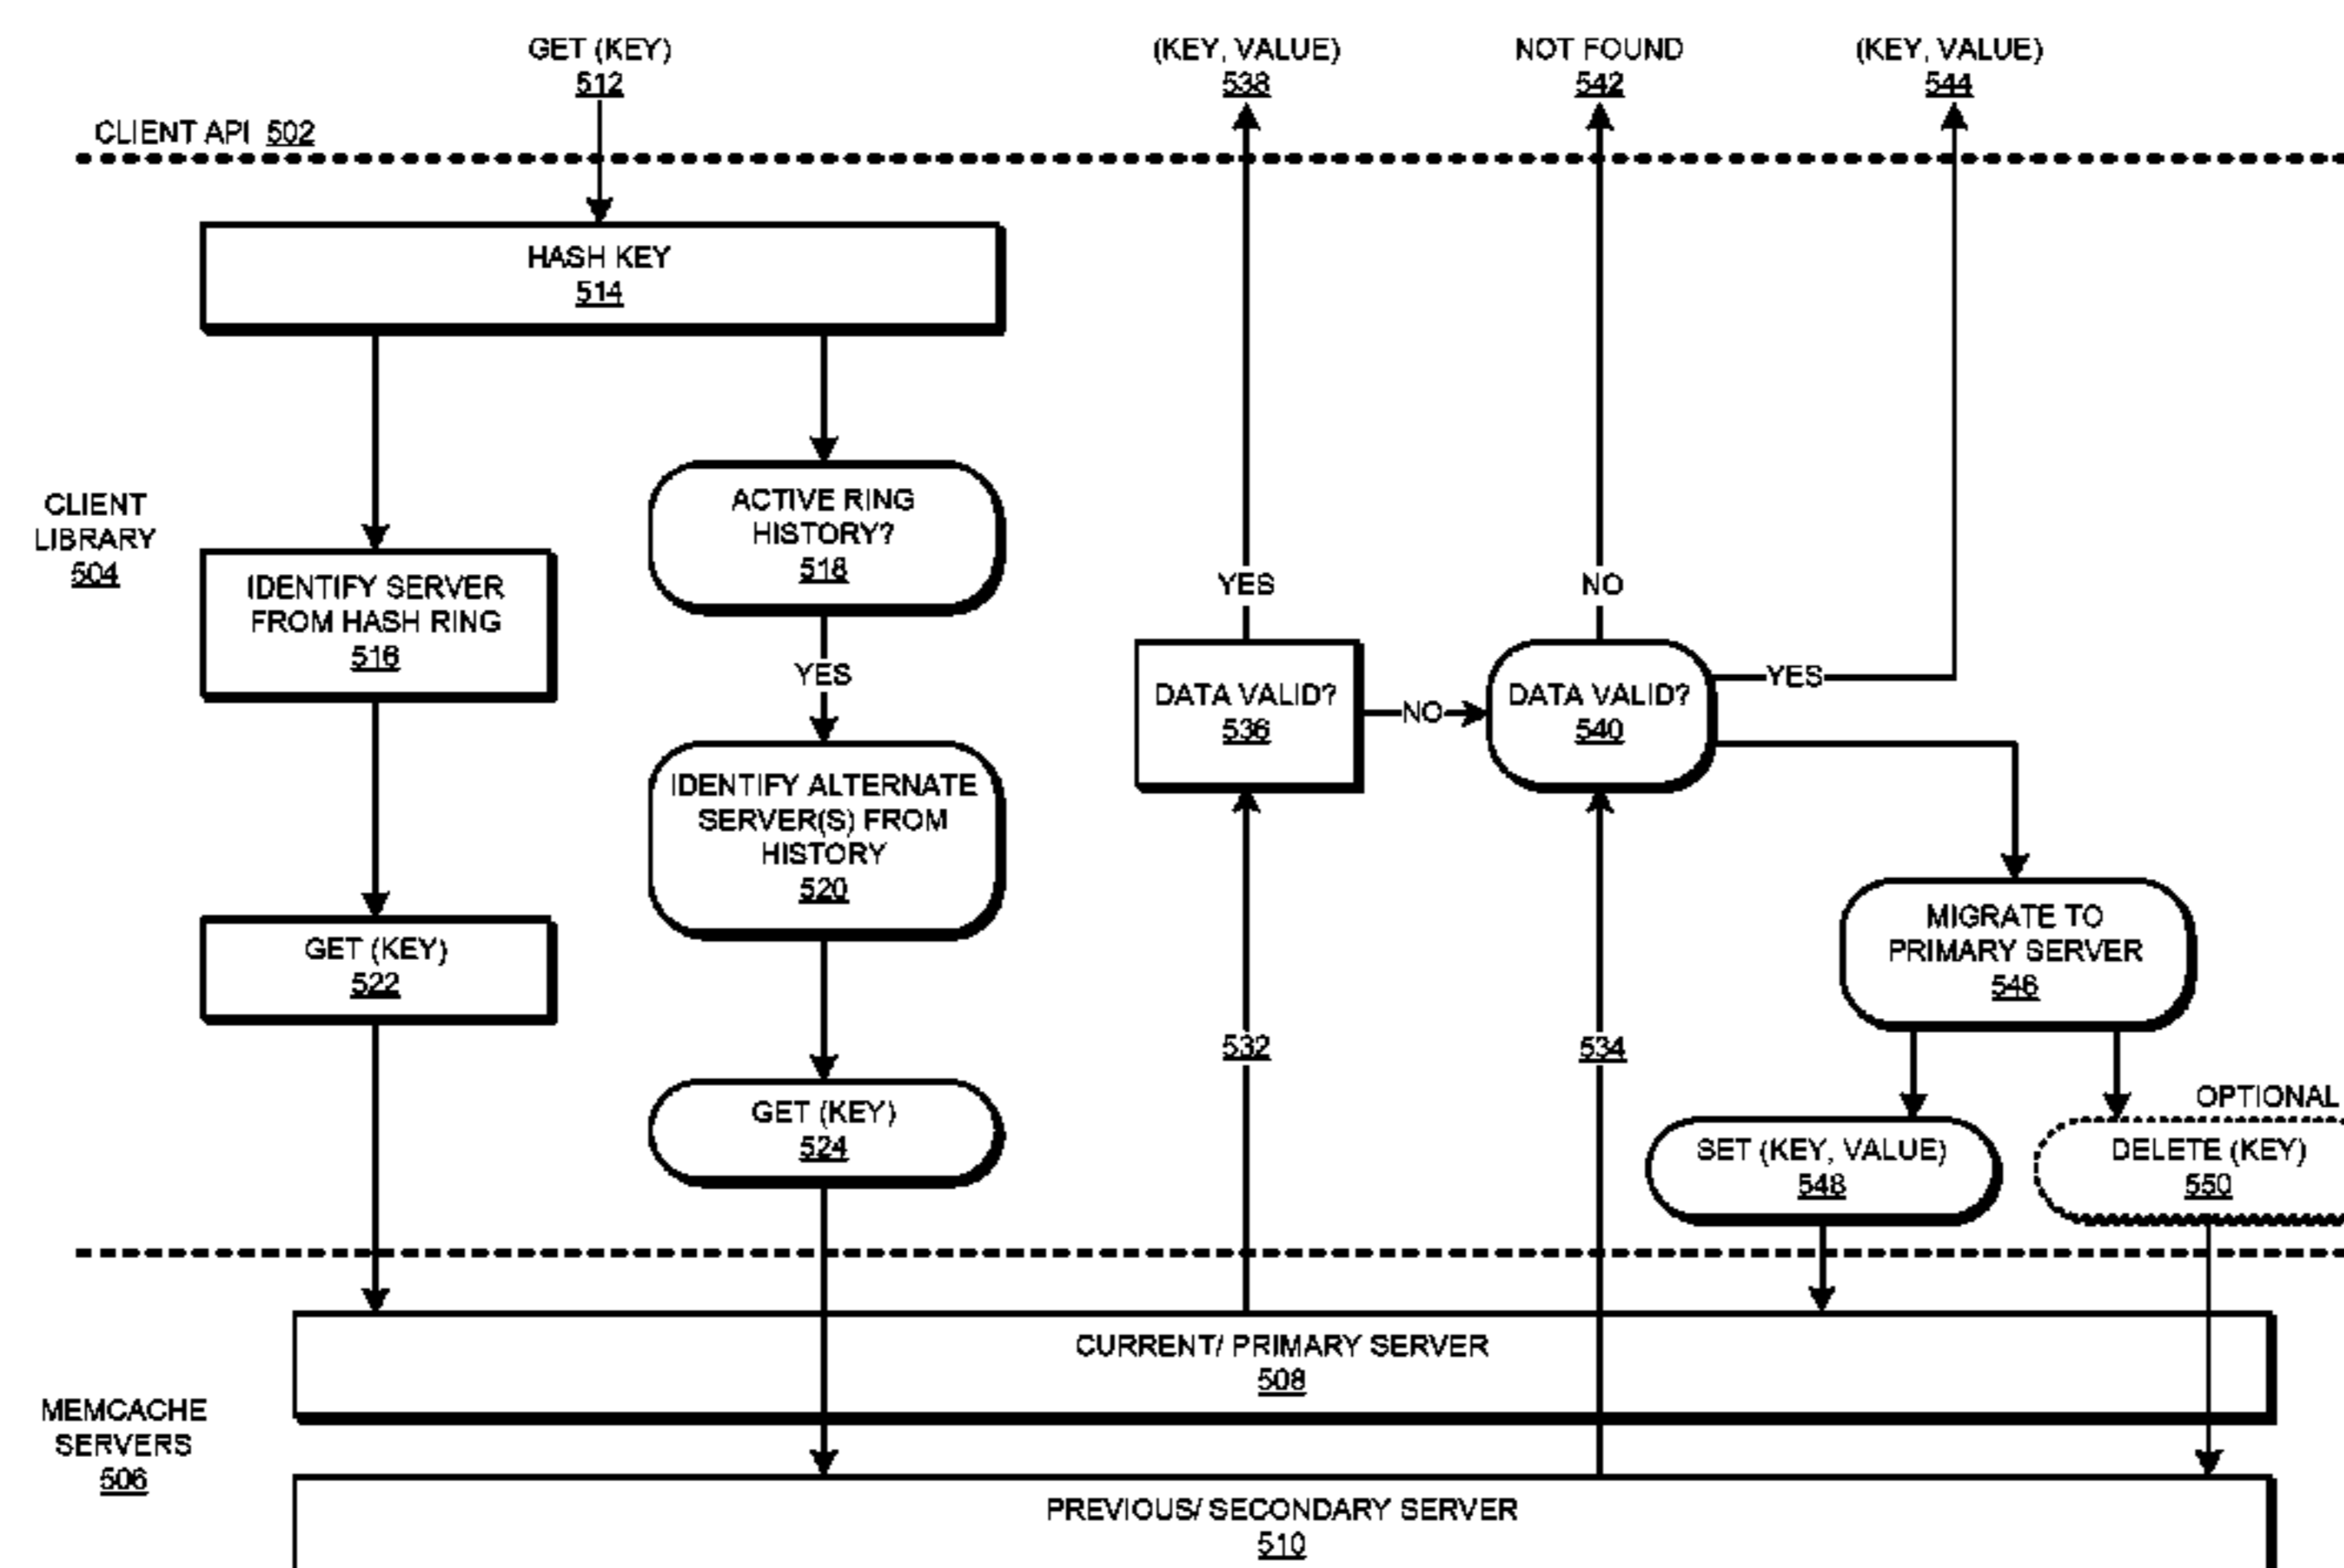 GET (KEY)
512
(KEY, VALUE)
538
NOT FOUND
542
(KEY, VALUE)
544
CLIENT API 502
HASH KEY
514
CLIENT
LIBRARY
504
ACTIVE RING
HISTORY?
518
IDENTIFY SERVER
FROM HASH RING
516
YES
IDENTIFY ALTERNATE
SERVER(S) FROM
HISTORY
520
GET (KEY)
522
GET (KEY)
524
YES
DATA VALID?
536
NO
NO
DATA VALID?
540
YES
532
534
MIGRATE TO
PRIMARY SERVER
546
OPTIONAL
SET (KEY, VALUE)
548
DELETE (KEY)
550
CURRENT/ PRIMARY SERVER
508
MEMCACHE
SERVERS
506
PREVIOUS/ SECONDARY SERVER
510